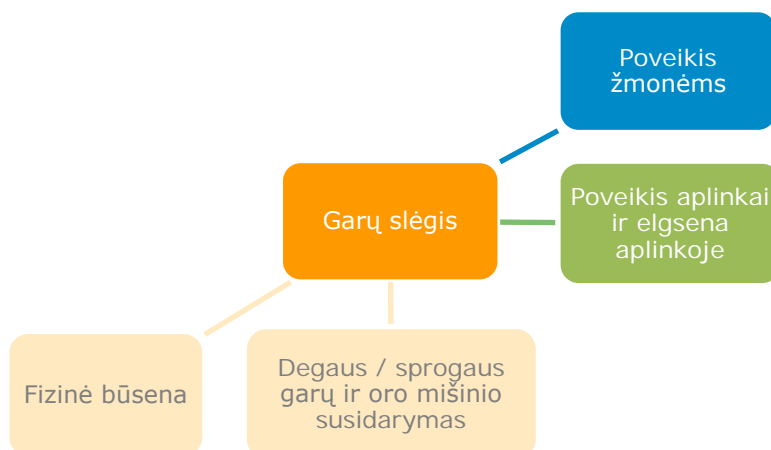 Poveikis
žmonėms
Garų slėgis
Poveikis aplinkai
ir elgsena
aplinkoje
Fizinė būsena
Degaus / sprogaus
garų ir oro mišinio
susidarymas